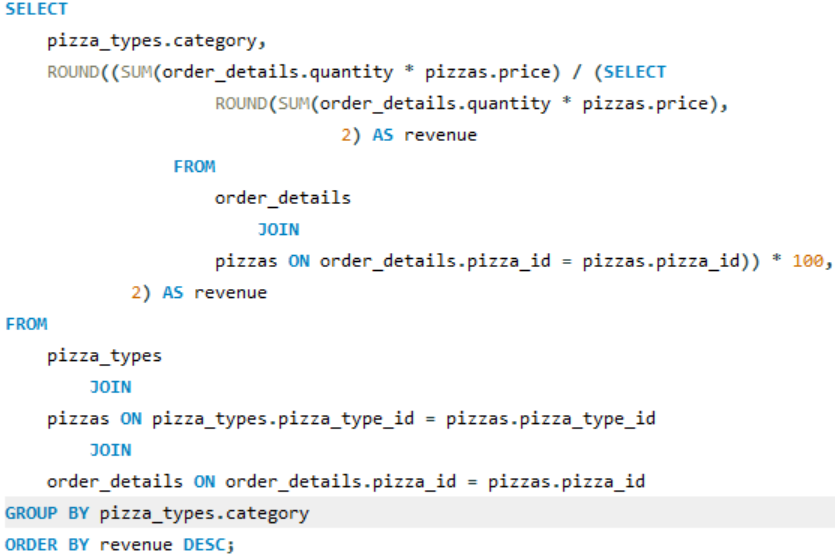 SELECT
pizza_types.category,
ROUND((SUM(order_details.quantity * pizzas.price) / (SELECT
ROUND(SUM(order_details.quantity * pizzas.price),
2) AS revenue
FROM
order_details
JOIN
pizzas ON order_details.pizza_id = pizzas.pizza_id)) * 100,
2) AS revenue
FROM
pizza_types
JOIN
pizzas ON pizza_types.pizza_type_id = pizzas.pizza_type_id
JOIN
order_details ON order_details.pizza_id = pizzas.pizza_id
GROUP BY pizza_types.category
ORDER BY revenue DESC;